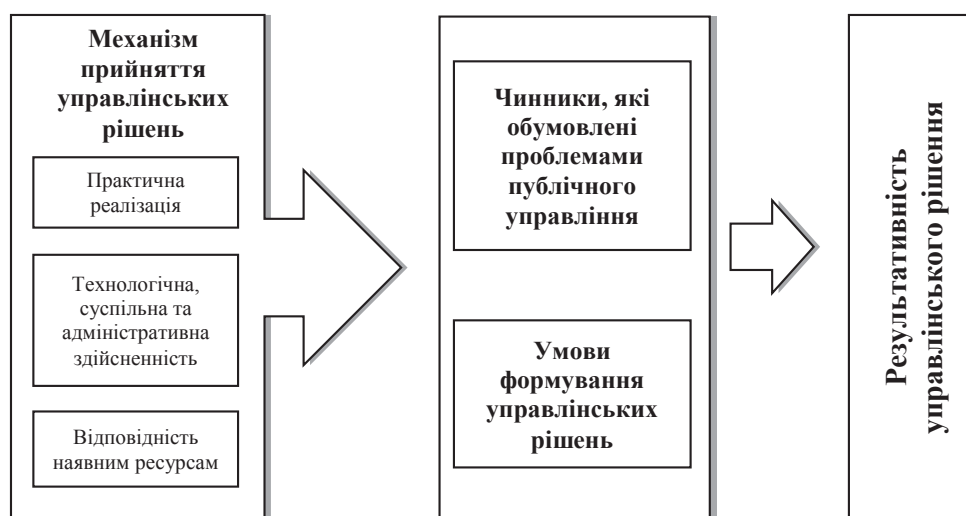 Механізм
прийняття
управлінських
рішень
Практична
реалізація
Технологічна,
суспільна та
адміністративна
здійсненність
Відповідність
наявним ресурсам
Чинники, які
обумовлені
проблемами
публічного
управління
Умови
формування
управлінських
рішень
Результативність
управлінського рішення